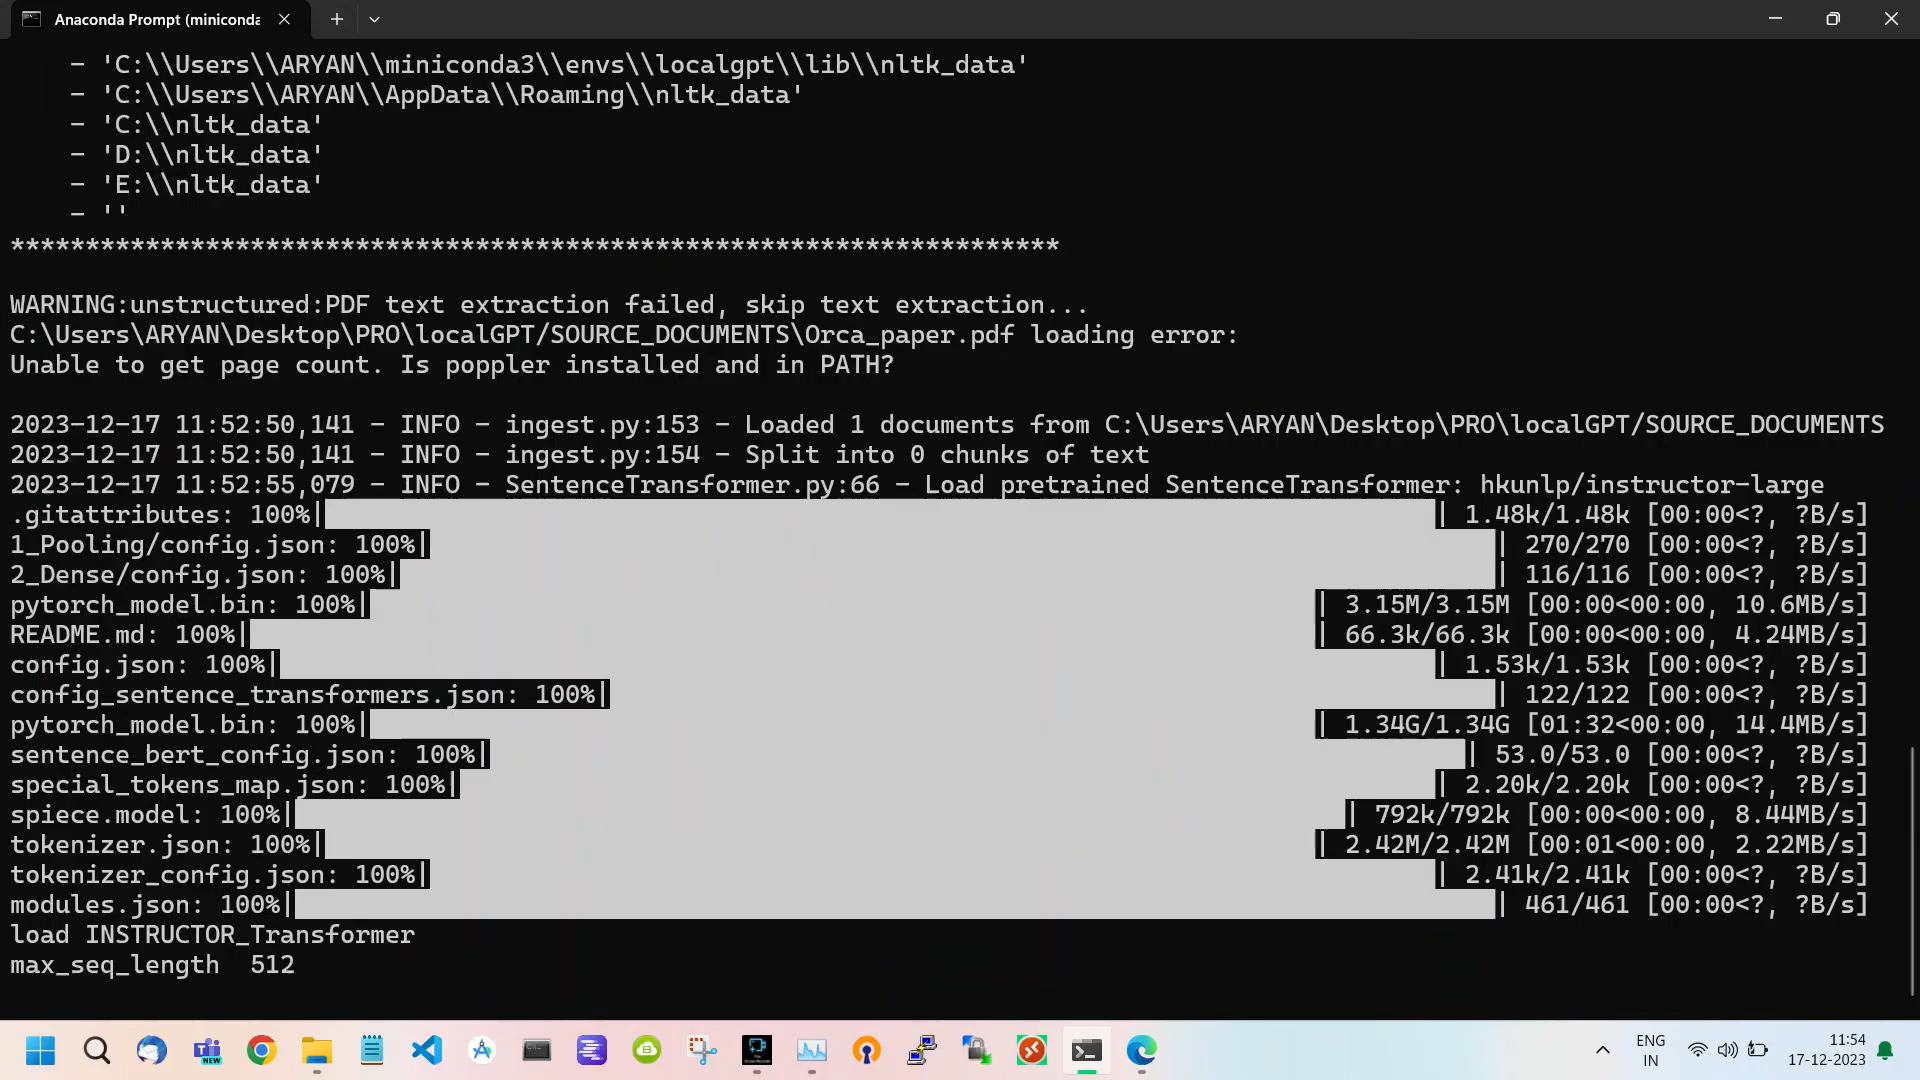 Anaconda Prompt (minicond
- 'C:\\Users\\ARYAN\\miniconda3\\envs\\localgpt\\lib\\nltk_data'
- 'C:\\Users\\ARYAN\\AppData\\Roaming\\nltk_data'
- 'C:\\nltk_data'
- 'D:\\nltk_data'
- 'E:\\nltk_data'
- ''
**********************************************************************
WARNING:unstructured:PDF text extraction failed, skip text extraction...
C:\Users\ARYAN\Desktop\PRO\localGPT/SOURCE_DOCUMENTS\Orca_paper.pdf loading error:
Unable to get page count. Is poppler installed and in PATH?
2023-12-17 11:52:50,141 - INFO - ingest.py:153 - Loaded 1 documents from C:\Users\ARYAN\Desktop\PRO\localGPT/SOURCE_DOCUMENTS
2023-12-17 11:52:50,141 - INFO - ingest.py:154 - Split into 0 chunks of text
2023-12-17 11:52:55,079 - INFO - SentenceTransformer.py:66 - Load pretrained SentenceTransformer: hkunlp/instructor-large
.gitattributes: 100%| | 1.48k/1.48k [00:00<?, ?B/s]
1_Pooling/config.json: 100%| | 270/270 [00:00<?, ?B/s]
2_Dense/config.json: 100%| | 116/116 [00:00<?, ?B/s]
pytorch_model.bin: 100%| | 3.15M/3.15M [00:00<00:00, 10.6MB/s]
README.md: 100%| | 66.3k/66.3k [00:00<00:00, 4.24MB/s]
config.json: 100%| | 1.53k/1.53k [00:00<?, ?B/s]
config_sentence_transformers.json: 100%| | 122/122 [00:00<?, ?B/s]
pytorch_model.bin: 100%| | 1.34G/1.34G [01:32<00:00, 14.4MB/s]
sentence_bert_config.json: 100%| | 53.0/53.0 [00:00<?, ?B/s]
special_tokens_map.json: 100%| | 2.20k/2.20k [00:00<?, ?B/s]
spiece.model: 100%| | 792k/792k [00:00<00:00, 8.44MB/s]
tokenizer.json: 100%| | 2.42M/2.42M [00:01<00:00, 2.22MB/s]
tokenizer_config.json: 100%| | 2.41k/2.41k [00:00<?, ?B/s]
modules.json: 100%| | 461/461 [00:00<?, ?B/s]
load INSTRUCTOR_Transformer
max_seq_length  512
NEW
ENG
IN
11:54
17-12-2023